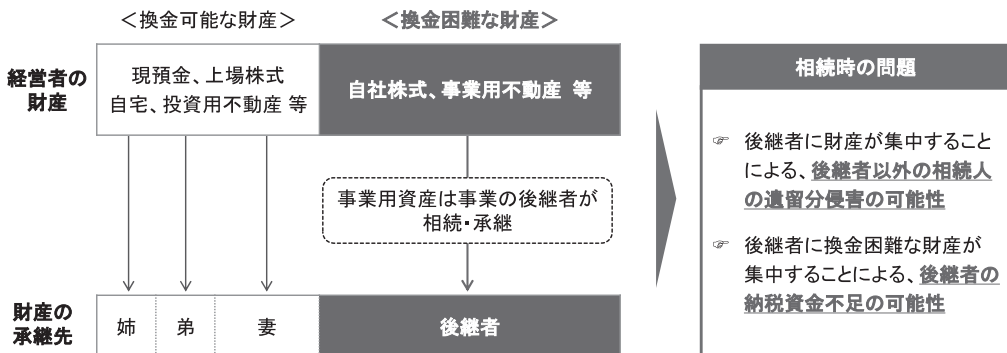 ＜換金可能な財産＞
＜換金困難な財産＞
経営者の
財産
現預金、上場株式
自宅、投資用不動産 等
自社株式、事業用不動産 等
事業用資産は事業の後継者が
相続・承継
財産の
承継先
姉
弟
妻
後継者
相続時の問題
☞ 後継者に財産が集中すること
による、後継者以外の相続人
の遺留分侵害の可能性
☞ 後継者に換金困難な財産が
集中することによる、後継者の
納税資金不足の可能性